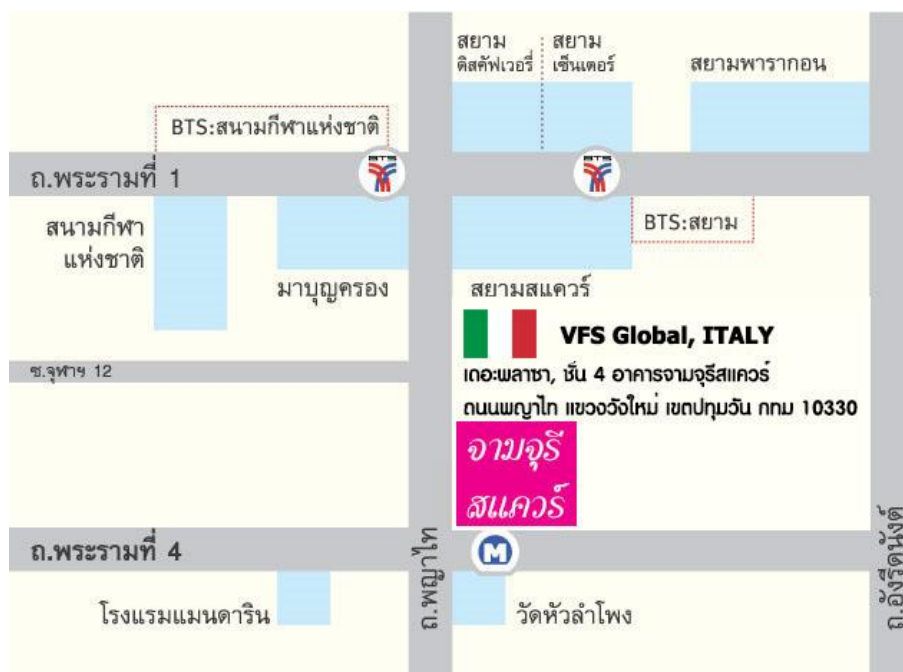 สยาม
ดิสคัฟเวอรี่
สยาม
เซ็นเตอร์
สยามพารากอน
BTS:สนามกีฬาแห่งชาติ
BTS
BTS
ถ.พระรามที่ 1
สนามกีฬา
แห่งชาติ
BTS:สยาม
มาบุญครอง
สยามสแควร์
VFS Global, ITALY
ซ.จุฬาฯ 12
เดอะพลาซา, ชั้น 4 อาคารจามจุรีสแควร์
ถนนพญาไท แขวงวังใหม่ เขตปทุมวัน กทม 10330
จามจุรี
สแควร์
ถ.พระรามที่ 4
M
ถ.พญาไท
ถ.อังรีดูนังต์
โรงแรมแมนดาริน
วัดหัวลำโพง